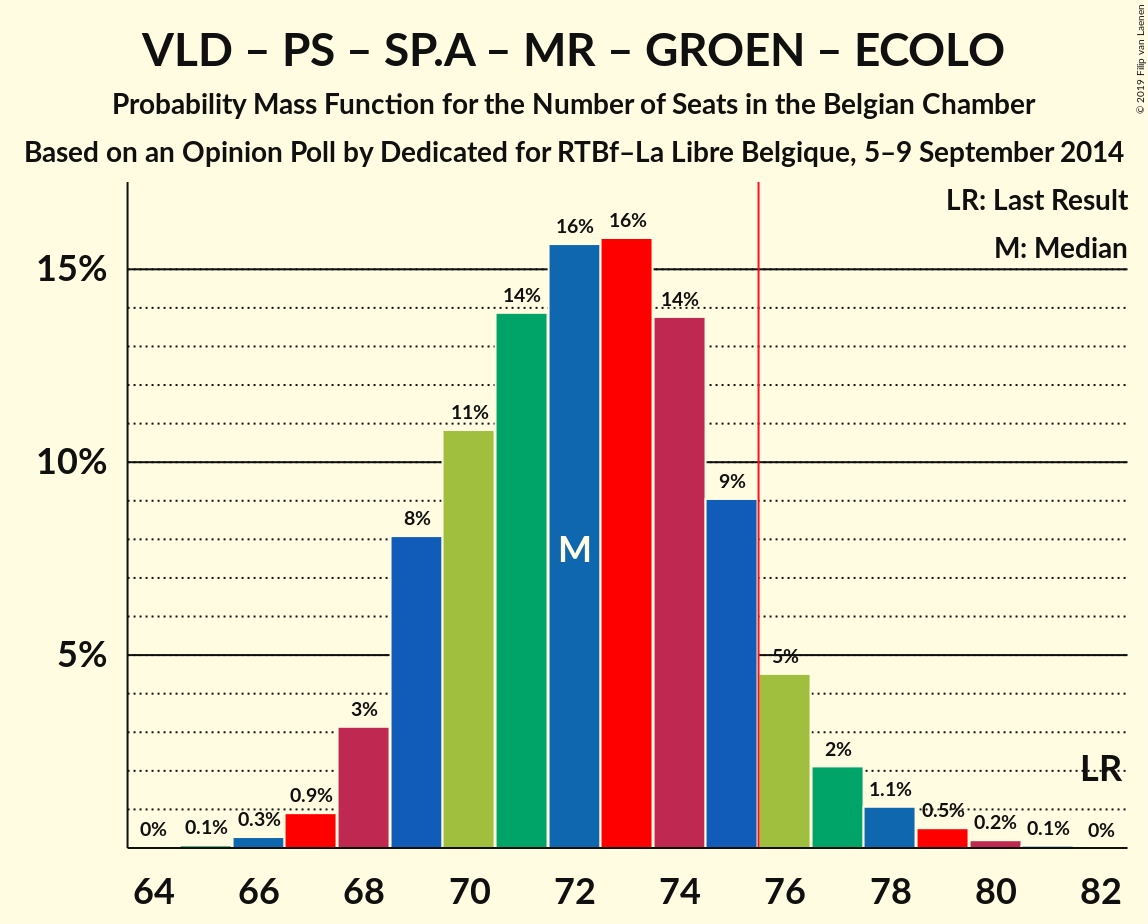 VLD – PS – SP.A – MR – GROEN – ECOLO
Probability Mass Function for the Number of Seats in the Belgian Chamber
Based on an Opinion Poll by Dedicated for RTBf–La Libre Belgique, 5–9 September 2014
© 2019 Filip van Laenen
LR: Last Result
M: Median
15%
10%
5%
0%
0.1%
0.3%
0.9%
3%
8%
11%
14%
16%
16%
14%
9%
5%
2%
1.1%
0.5%
0.2%
0.1%
0%
M
LR
64 66 68 70 72 74 76 78 80 82